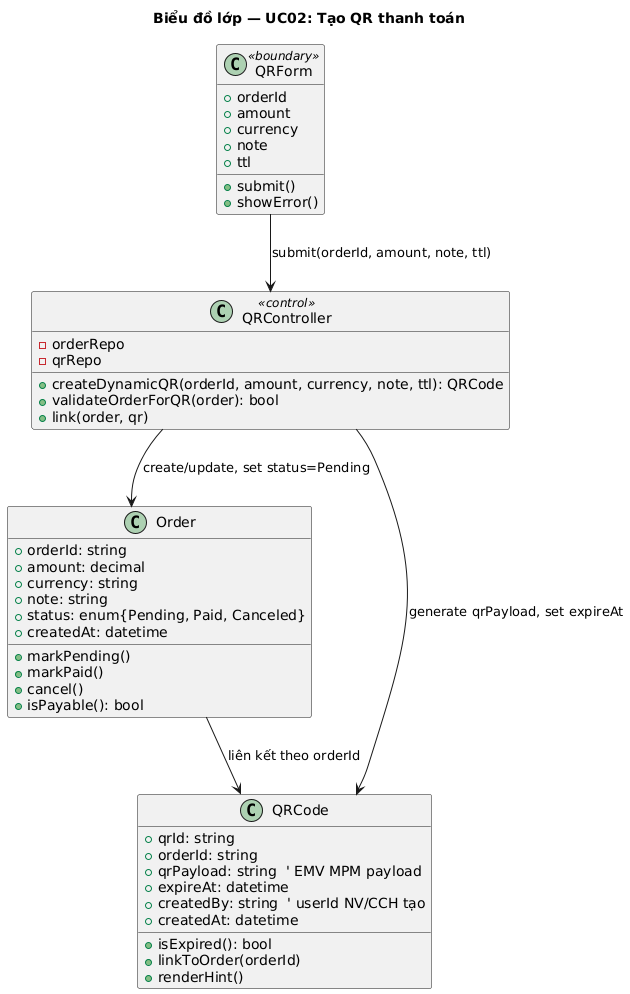 Biểu đồ lớp — UC02: Tạo QR thanh toán
C
«boundary»
QRForm
orderId
amount
currency
note
ttl
submit()
showError()
submit(orderId, amount, note, ttl)
C
«control»
QRController
orderRepo
qrRepo
createDynamicQR(orderId, amount, currency, note, ttl): QRCode
validateOrderForQR(order): bool
link(order, qr)
create/update, set status=Pending
C Order
orderId: string
amount: decimal
currency: string
note: string
status: enum{Pending, Paid, Canceled}
createdAt: datetime
markPending()
markPaid()
cancel()
isPayable(): bool
generate qrPayload, set expireAt
liên kết theo orderId
C QRCode
qrId: string
orderId: string
qrPayload: string ' EMV MPM payload
expireAt: datetime
createdBy: string ' userId NV/CCH tạo
createdAt: datetime
isExpired(): bool
linkToOrder(orderId)
renderHint()